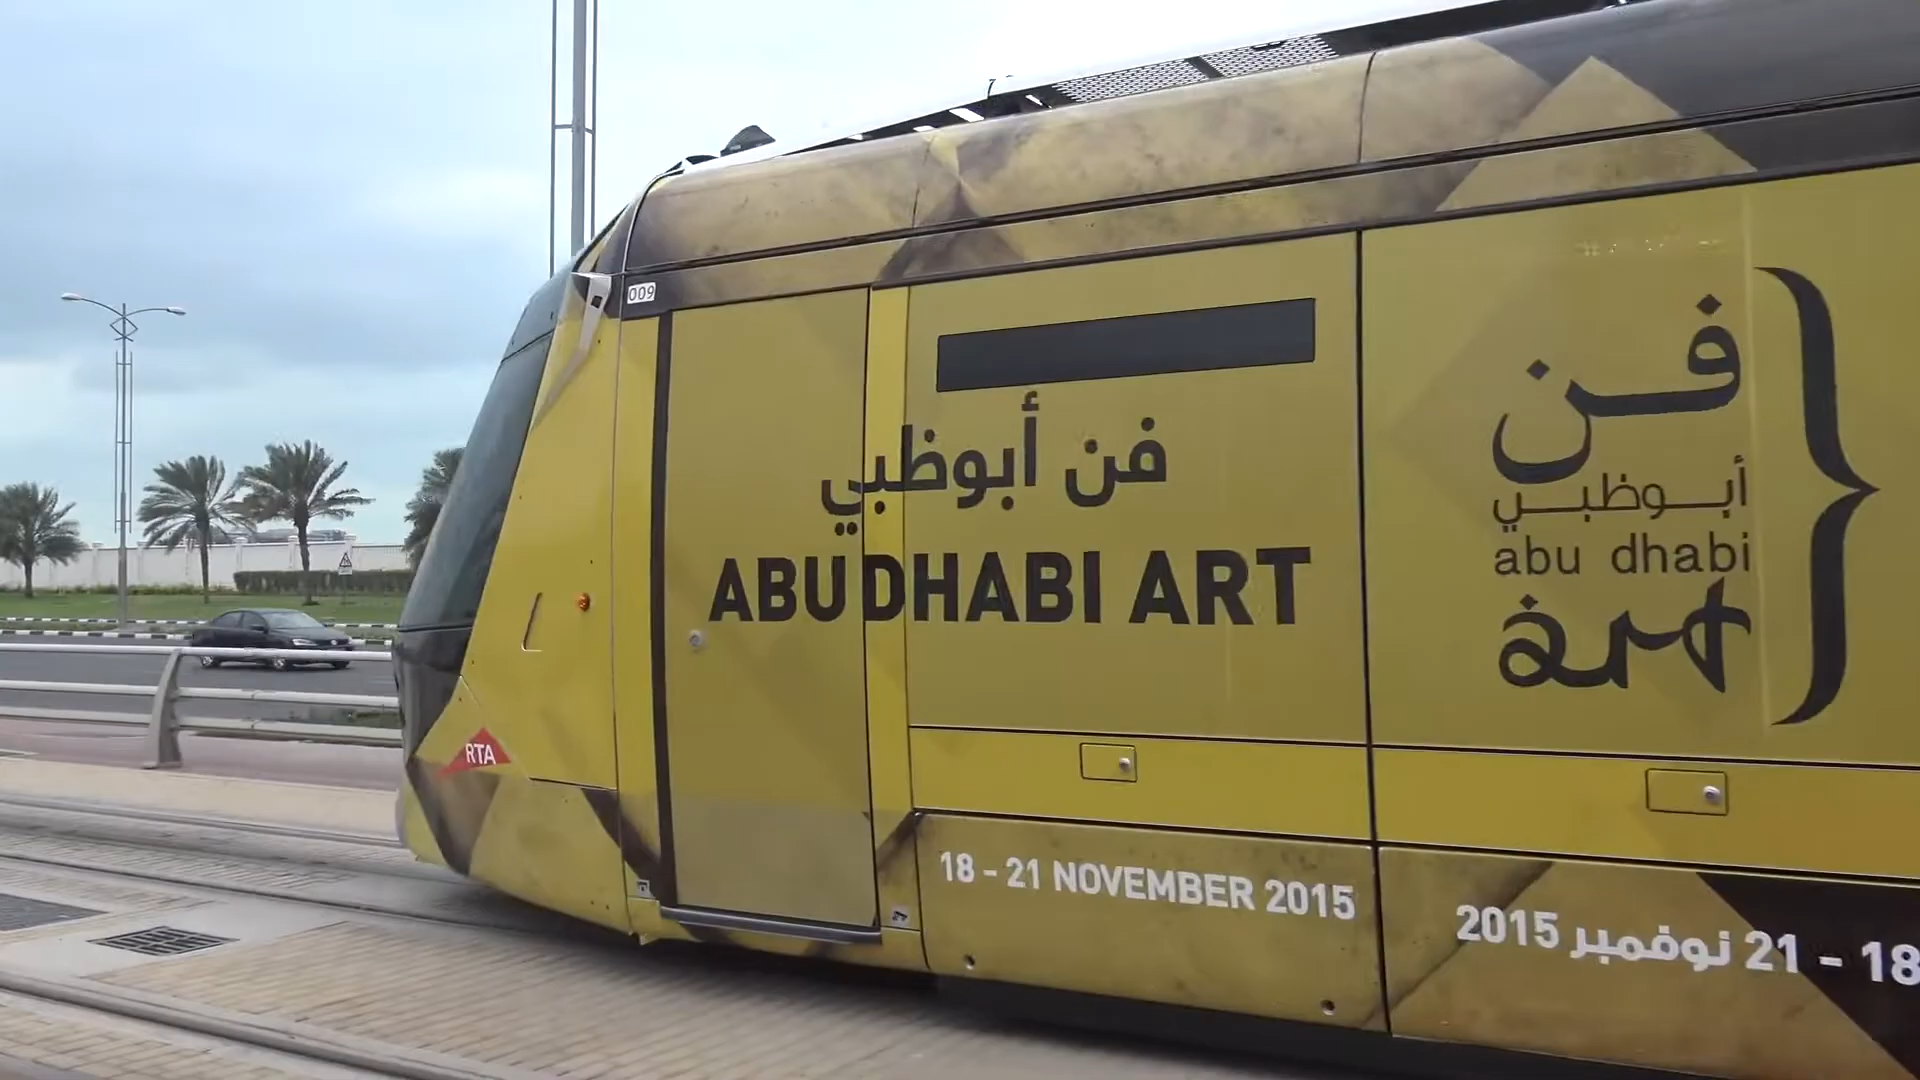 009
فن أبوظبي
ABU DHABI ART
فن
أبوظبي
abu dhabi
art
RTA
18 - 21 NOVEMBER 2015
18 - 21 نوفمبر 2015